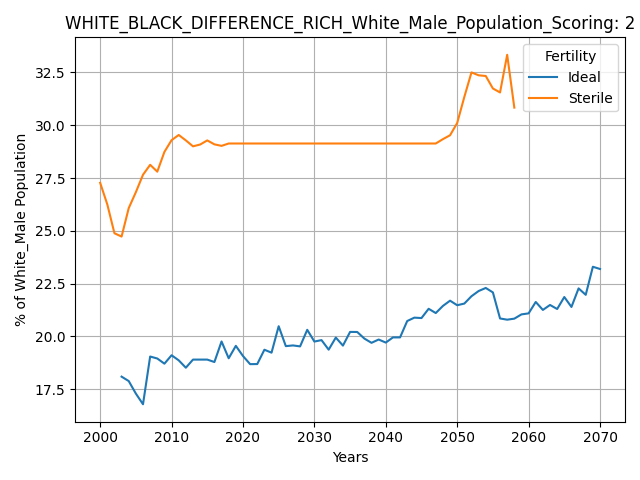 WHITE_BLACK_DIFFERENCE_RICH_White_Male_Population_Scoring: 2
Fertility
Ideal
Sterile
% of White_Male Population
32.5
30.0
27.5
25.0
22.5
20.0
17.5
2000 2010 2020 2030 2040 2050 2060 2070
Years